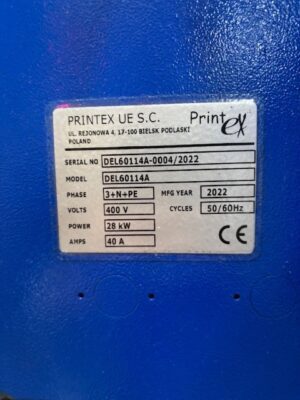 PRINTEX UE S.C.
Print ex
UL. REJONOWA 4, 17-100 BIELSK PODLASKI
POLAND
SERIAL NO DEL60114A-0004/2022
MODEL DEL60114A
PHASE 3+N+PE MFG YEAR 2022
VOLTS 400 V CYCLES 50/60Hz
POWER 28 kW
AMPS 40 A CE